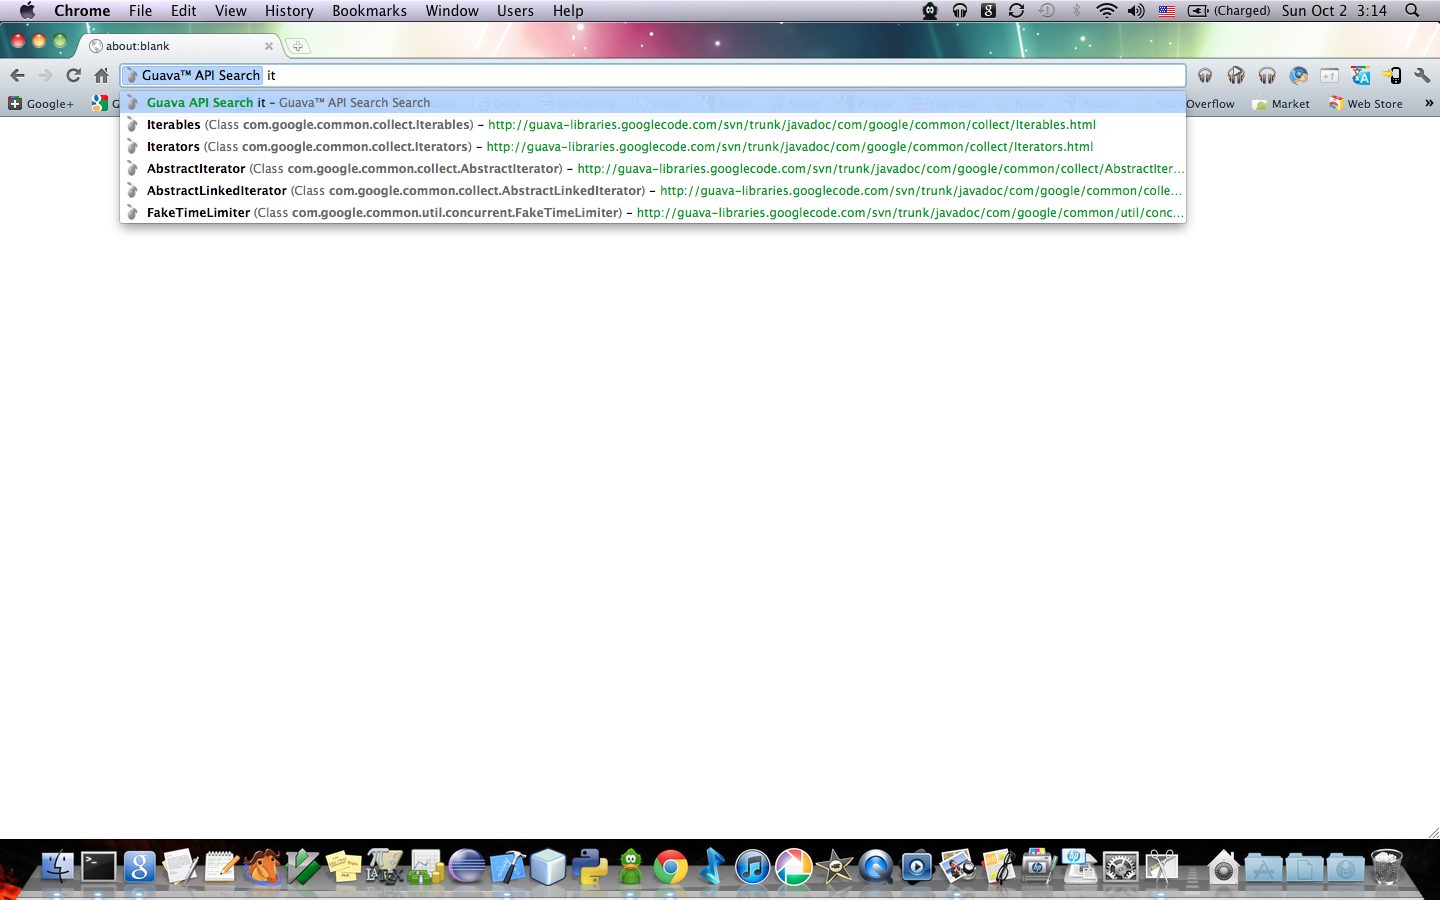 Chrome File Edit View History Bookmarks Window Users Help (Charged) Sun Oct 2 3:14
about:blank
Guava™ API Search it
Google+ G Overflow Market Web Store »
Guava API Search it – Guava™ API Search Search
Iterables (Class com.google.common.collect.Iterables) – http://guava-libraries.googlecode.com/svn/trunk/javadoc/com/google/common/collect/Iterables.html
Iterators (Class com.google.common.collect.Iterators) – http://guava-libraries.googlecode.com/svn/trunk/javadoc/com/google/common/collect/Iterators.html
AbstractIterator (Class com.google.common.collect.AbstractIterator) – http://guava-libraries.googlecode.com/svn/trunk/javadoc/com/google/common/collect/AbstractIter...
AbstractLinkedIterator (Class com.google.common.collect.AbstractLinkedIterator) – http://guava-libraries.googlecode.com/svn/trunk/javadoc/com/google/common/colle...
FakeTimeLimiter (Class com.google.common.util.concurrent.FakeTimeLimiter) – http://guava-libraries.googlecode.com/svn/trunk/javadoc/com/google/common/util/conc...